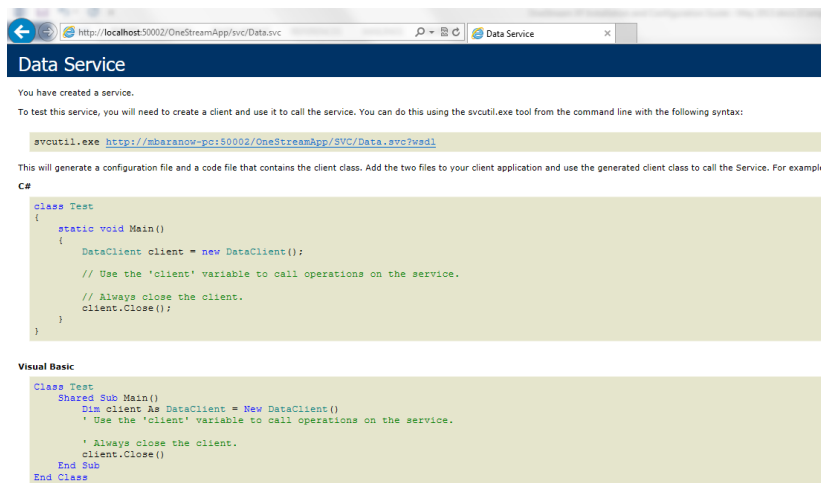 http://localhost:50002/OneStreamApp/svc/Data.svc
Data Service
Data Service
You have created a service.
To test this service, you will need to create a client and use it to call the service. You can do this using the svcutil.exe tool from the command line with the following syntax:
svcutil.exe http://mbaranow-pc:50002/OneStreamApp/SVC/Data.svc?wsdl
This will generate a configuration file and a code file that contains the client class. Add the two files to your client application and use the generated client class to call the Service. For example
C#
class Test
{
static void Main()
{
DataClient client = new DataClient();
// Use the 'client' variable to call operations on the service.
// Always close the client.
client.Close();
}
}
Visual Basic
Class Test
Shared Sub Main()
Dim client As DataClient = New DataClient()
' Use the 'client' variable to call operations on the service.
' Always close the client.
client.Close()
End Sub
End Class